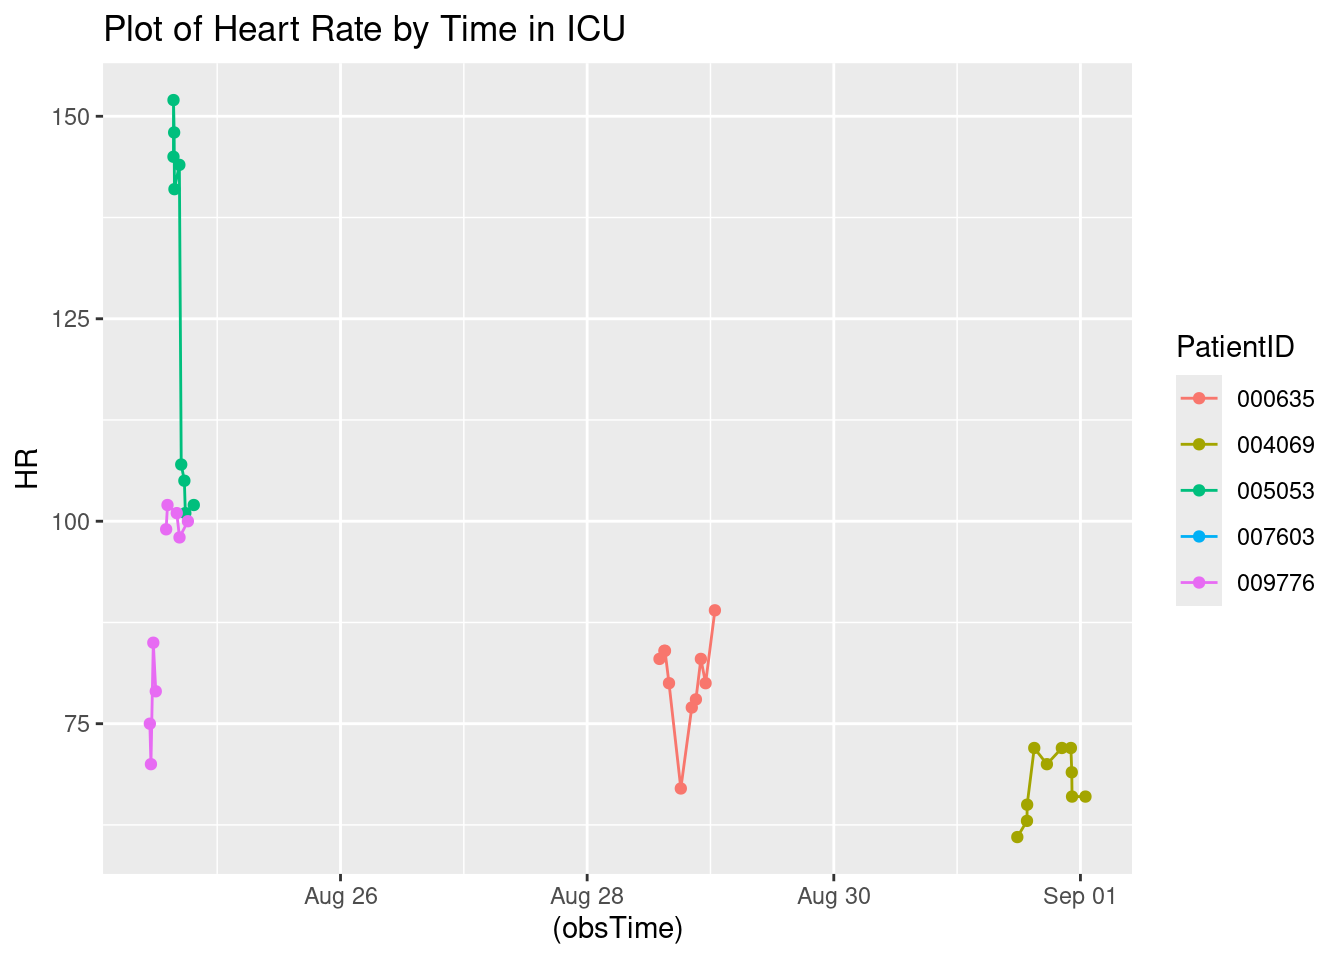 Plot of Heart Rate by Time in ICU
150
125
100
75
HR
Aug 26
Aug 28
Aug 30
Sep 01
(obsTime)
PatientID
000635
004069
005053
007603
009776